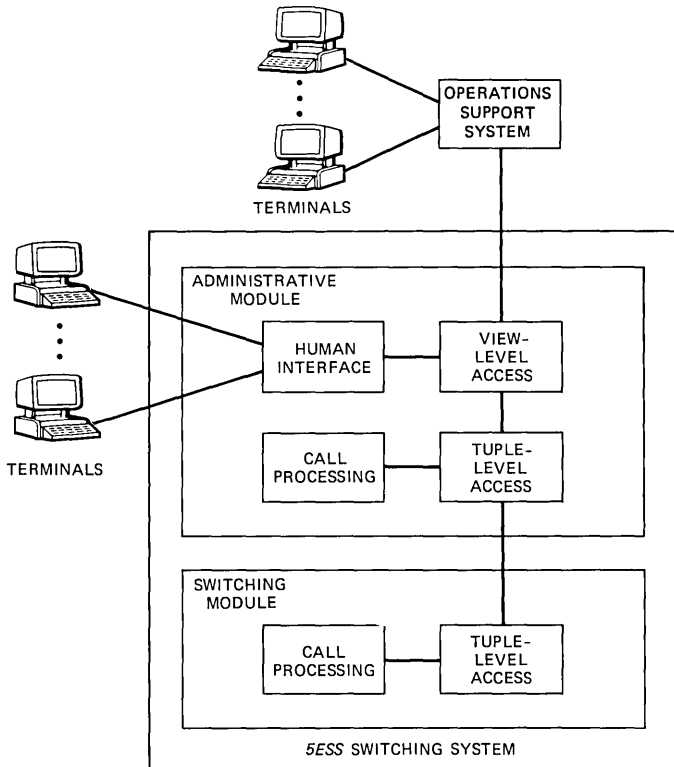 OPERATIONS
SUPPORT
SYSTEM
TERMINALS
ADMINISTRATIVE
MODULE
HUMAN
INTERFACE
VIEW-
LEVEL
ACCESS
TERMINALS
CALL
PROCESSING
TUPLE-
LEVEL
ACCESS
SWITCHING
MODULE
CALL
PROCESSING
TUPLE-
LEVEL
ACCESS
5ESS SWITCHING SYSTEM